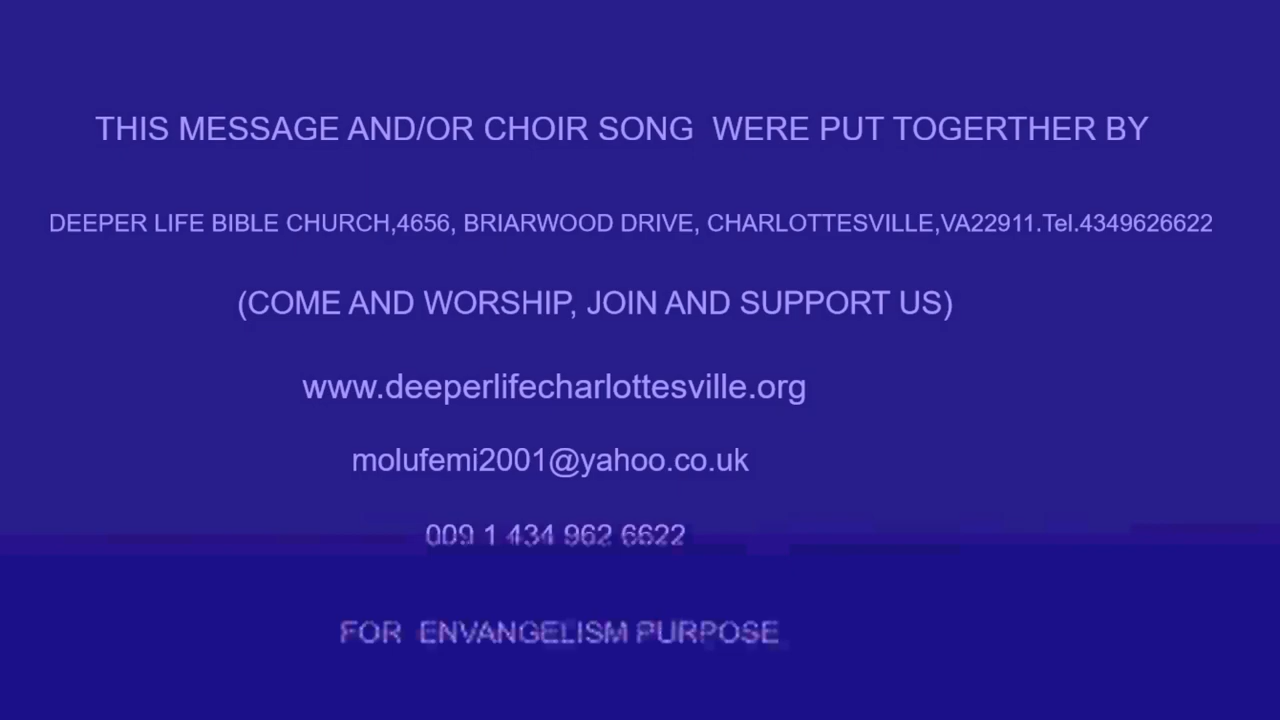 THIS MESSAGE AND/OR CHOIR SONG  WERE PUT TOGERTHER BY
DEEPER LIFE BIBLE CHURCH,4656, BRIARWOOD DRIVE, CHARLOTTESVILLE,VA22911.Tel.4349626622
(COME AND WORSHIP, JOIN AND SUPPORT US)
www.deeperlifecharlottesville.org
molufemi2001@yahoo.co.uk
009 1 434 962 6622
FOR  ENVANGELISM PURPOSE